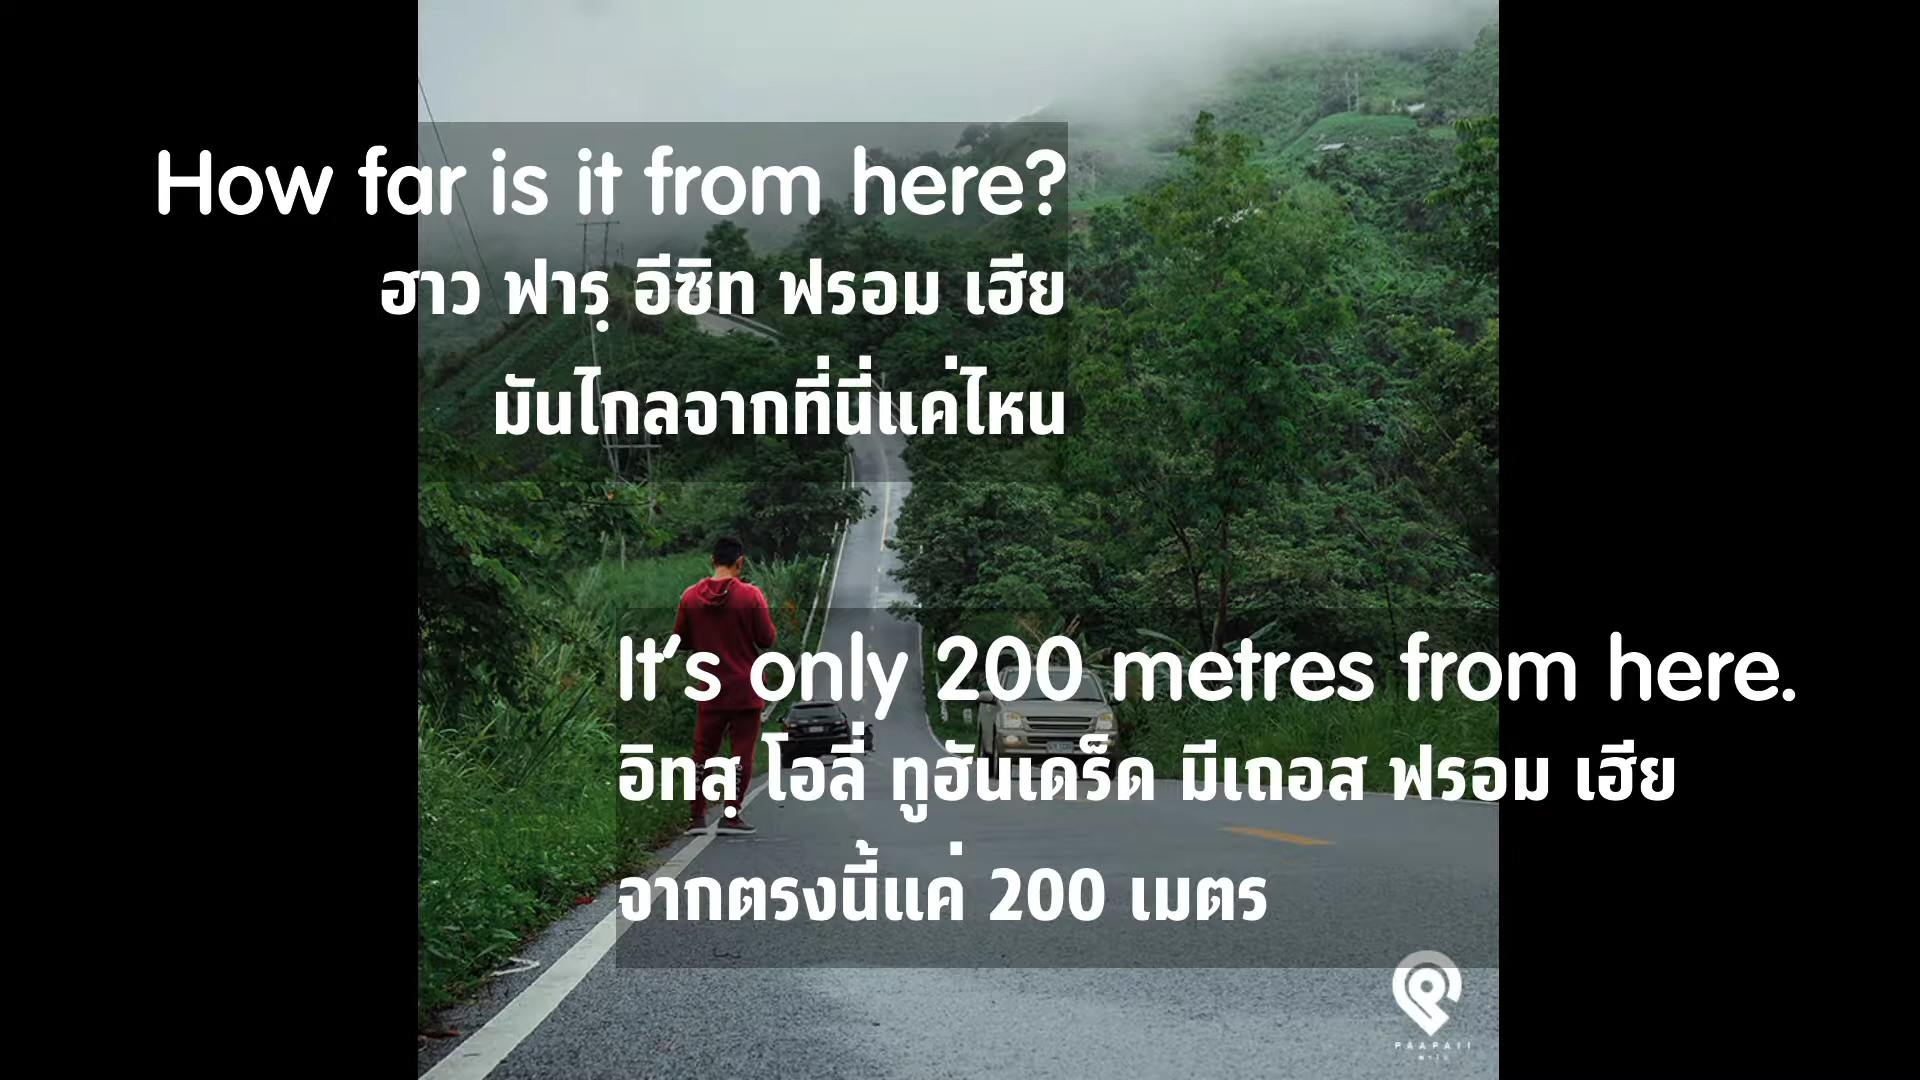 How far is it from here?
ฮาว ฟารฺ อีซิท ฟรอม เฮีย
มันไกลจากที่นี่แค่ไหน
It's only 200 metres from here.
อิทสฺ โอลี่ ทูฮันเดร็ด มีเถอส ฟรอม เฮีย
จากตรงนี้แค่ 200 เมตร